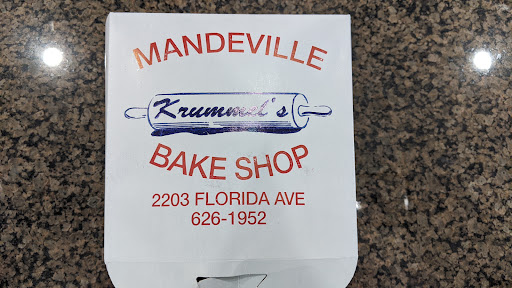 MANDEVILLE
Krummel's
BAKE SHOP
2203 FLORIDA AVE
626-1952